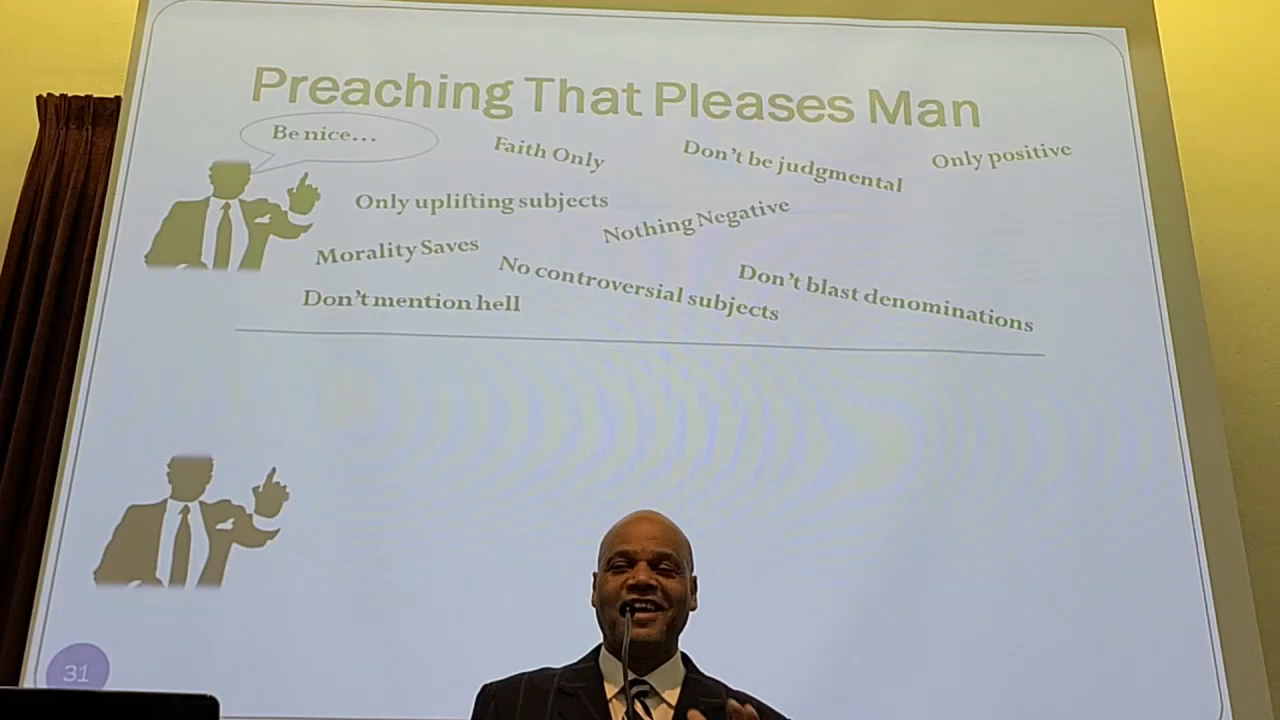 Preaching That Pleases Man
Be nice...
Faith Only
Don't be judgmental
Only positive
Only uplifting subjects
Nothing Negative
Morality Saves
No controversial subjects
Don't blast denominations
Don't mention hell
31